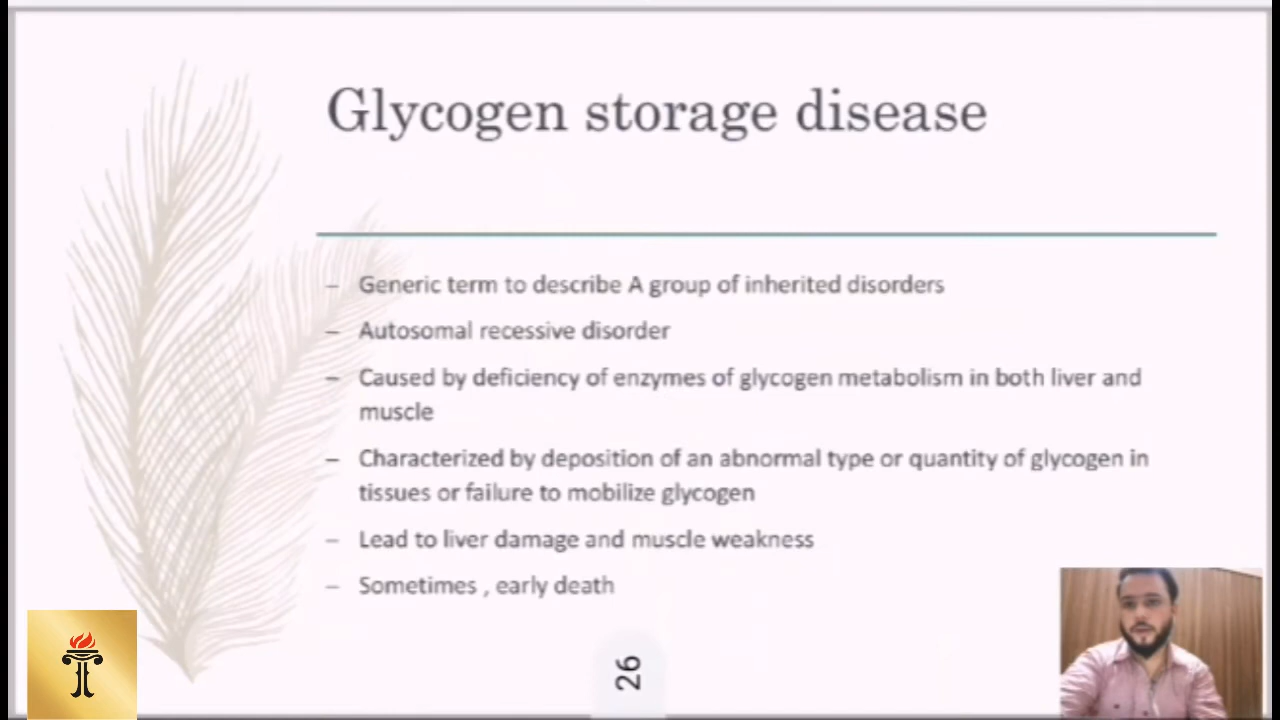 Glycogen storage disease
– Generic term to describe A group of inherited disorders
– Autosomal recessive disorder
– Caused by deficiency of enzymes of glycogen metabolism in both liver and
muscle
– Characterized by deposition of an abnormal type or quantity of glycogen in
tissues or failure to mobilize glycogen
– Lead to liver damage and muscle weakness
– Sometimes , early death
26